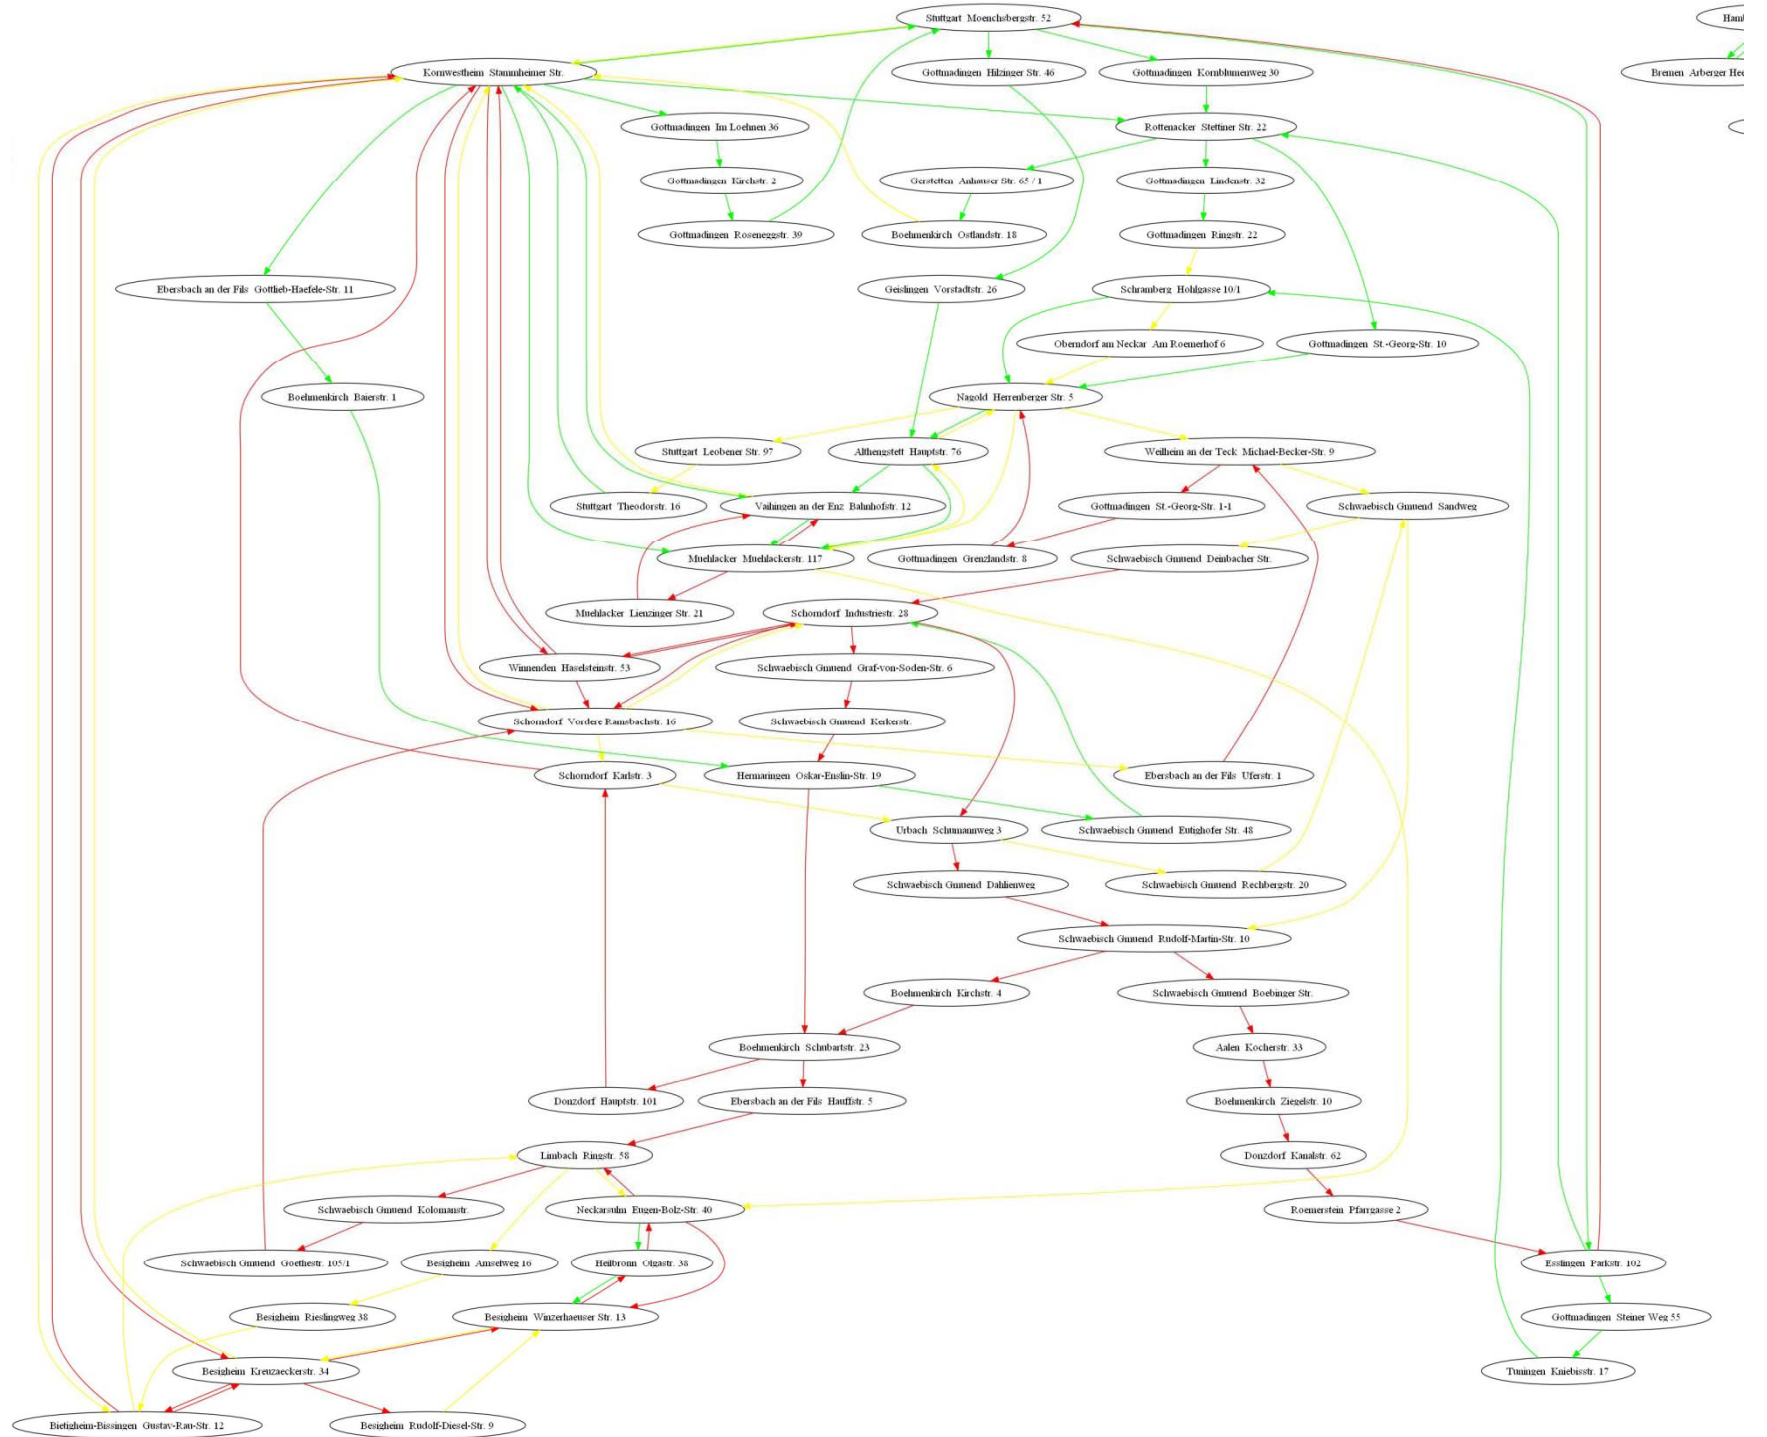 Stuttgart Moenchsbergstr. 52
Kornwestheim Stammheimer Str.
Gottmadingen Hilzinger Str. 46
Gottmadingen Kornblumenweg 30
Bremen Arberger
Gottmadingen Im Loehnen 36
Rottenacker Stettiner Str. 22
Gottmadingen Kirchstr. 2
Gerstetten Anhauser Str. 65 / 1
Gottmadingen Lindenstr. 32
Gottmadingen Roseneggstr. 39
Boehmenkirch Ostlandstr. 18
Gottmadingen Ringstr. 22
Ebersbach an der Fils Gottlieb-Haefele-Str. 11
Geislingen Vorstadtstr. 26
Schramberg Hohlgasse 10/1
Oberndorf am Neckar Am Roemerhof 6
Gottmadingen St.-Georg-Str. 10
Boehmenkirch Baierstr. 1
Nagold Herrenberger Str. 5
Stuttgart Leobener Str. 97
Althengstett Hauptstr. 76
Weilheim an der Teck Michael-Becker-Str. 9
Stuttgart Theodorstr. 16
Vaihingen an der Enz Bahnhofstr. 12
Gottmadingen St.-Georg-Str. 1-1
Schwaebisch Gmuend Sandweg
Muehlacker Muehlackerstr. 117
Gottmadingen Grenzlandstr. 8
Schwaebisch Gmuend Deinbacher Str.
Muehlacker Lienzinger Str. 21
Schorndorf Industriestr. 28
Winnenden Haselsteinstr. 53
Schwaebisch Gmuend Graf-von-Soden-Str. 6
Schorndorf Vordere Ramsbachstr. 16
Schwaebisch Gmuend Kerkerstr.
Schorndorf Karlstr. 3
Hermaringen Oskar-Enslin-Str. 19
Ebersbach an der Fils Uferstr. 1
Urbach Schumannweg 3
Schwaebisch Gmuend Eutighofer Str. 48
Schwaebisch Gmuend Dahlienweg
Schwaebisch Gmuend Rechbergstr. 20
Schwaebisch Gmuend Rudolf-Martin-Str. 10
Boehmenkirch Kirchstr. 4
Schwaebisch Gmuend Boebinger Str.
Boehmenkirch Schubartstr. 23
Aalen Kocherstr. 33
Donzdorf Hauptstr. 101
Ebersbach an der Fils Hauffstr. 5
Boehmenkirch Ziegelstr. 10
Limbach Ringstr. 58
Donzdorf Kanalstr. 62
Schwaebisch Gmuend Kolomanstr.
Neckarsulm Eugen-Bolz-Str. 40
Roemerstein Pfarrgasse 2
Schwaebisch Gmuend Goethestr. 105/1
Besigheim Amselweg 16
Heilbronn Olgastr. 38
Esslingen Parkstr. 102
Besigheim Rieslingweg 38
Besigheim Winzerhaeuser Str. 13
Gottmadingen Steiner Weg 55
Besigheim Kreuzaeckerstr. 34
Tuningen Kniebisstr. 17
Bietigheim-Bissingen Gustav-Rau-Str. 12
Besigheim Rudolf-Diesel-Str. 9